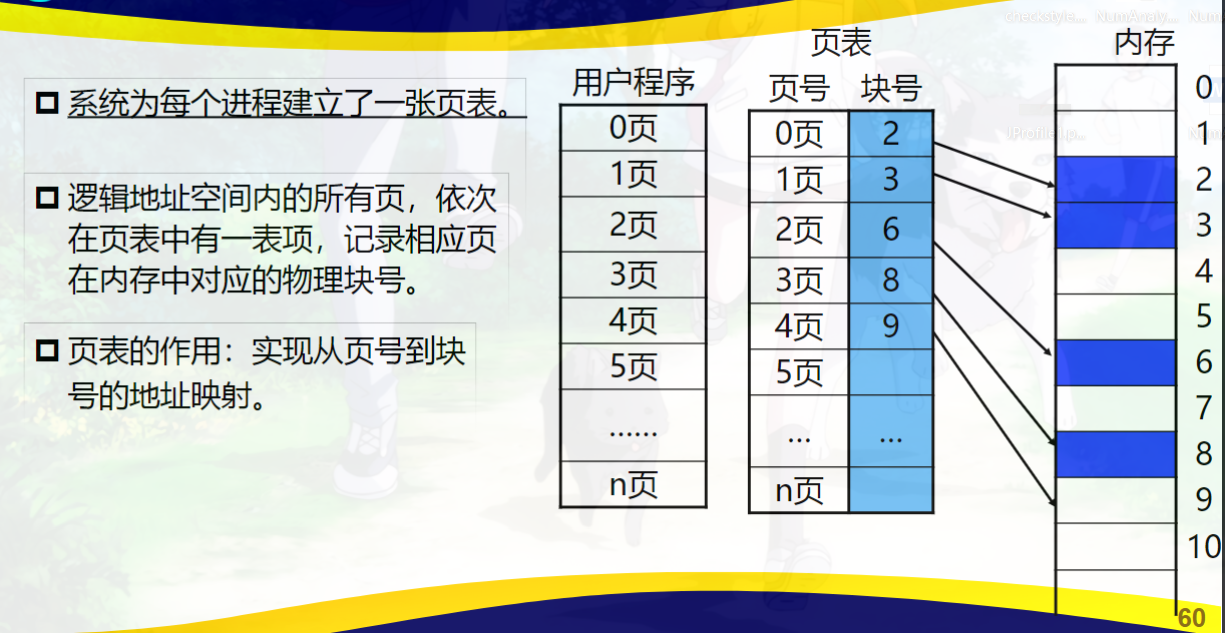 checkstyle... NumAnaly... Num
页表
内存
用户程序
页号 块号
系统为每个进程建立了一张页表。
逻辑地址空间内的所有页，依次
在页表中有一表项，记录相应页
在内存中对应的物理块号。
页表的作用：实现从页号到块
号的地址映射。
0页
1页
2页
3页
4页
5页
……
n页
0页 2
1页 3
2页 6
3页 8
4页 9
5页
... ...
n页
0
1
2
3
4
5
6
7
8
9
10
60